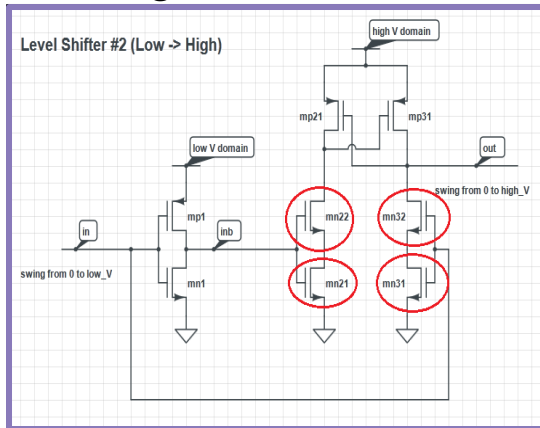 Level Shifter #2 (Low -> High)
high V domain
mp21
mp31
low V domain
out
swing from 0 to high_V
in
mp1
inb
mn22
mn32
swing from 0 to low_V
mn1
mn21
mn31